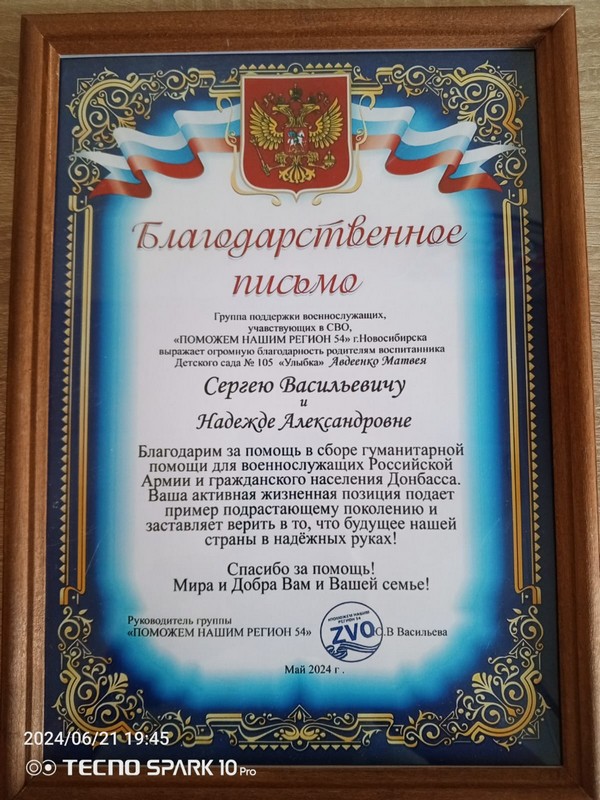 Благодарственное
письмо
Группа поддержки военнослужащих,
учавствующих в СВО,
«ПОМОЖЕМ НАШИМ РЕГИОН 54» г.Новосибирска
выражает огромную благодарность родителям воспитанника
Детского сада № 105 «Улыбка» Авдеенко Матвея
Сергею Васильевичу
и
Надежде Александровне
Благодарим за помощь в сборе гуманитарной
помощи для военнослужащих Российской
Армии и гражданского населения Донбасса.
Ваша активная жизненная позиция подает
пример подрастающему поколению и
заставляет верить в то, что будущее нашей
страны в надёжных руках!
Спасибо за помощь!
Мира и Добра Вам и Вашей семье!
Руководитель группы
«ПОМОЖЕМ НАШИМ РЕГИОН 54»
«ПОМОЖЕМ НАШИМ
РЕГИОН 54
ZVO
.В Васильева
Май 2024 г .
2024/06/21 19:45
TECNO SPARK 10 Pro